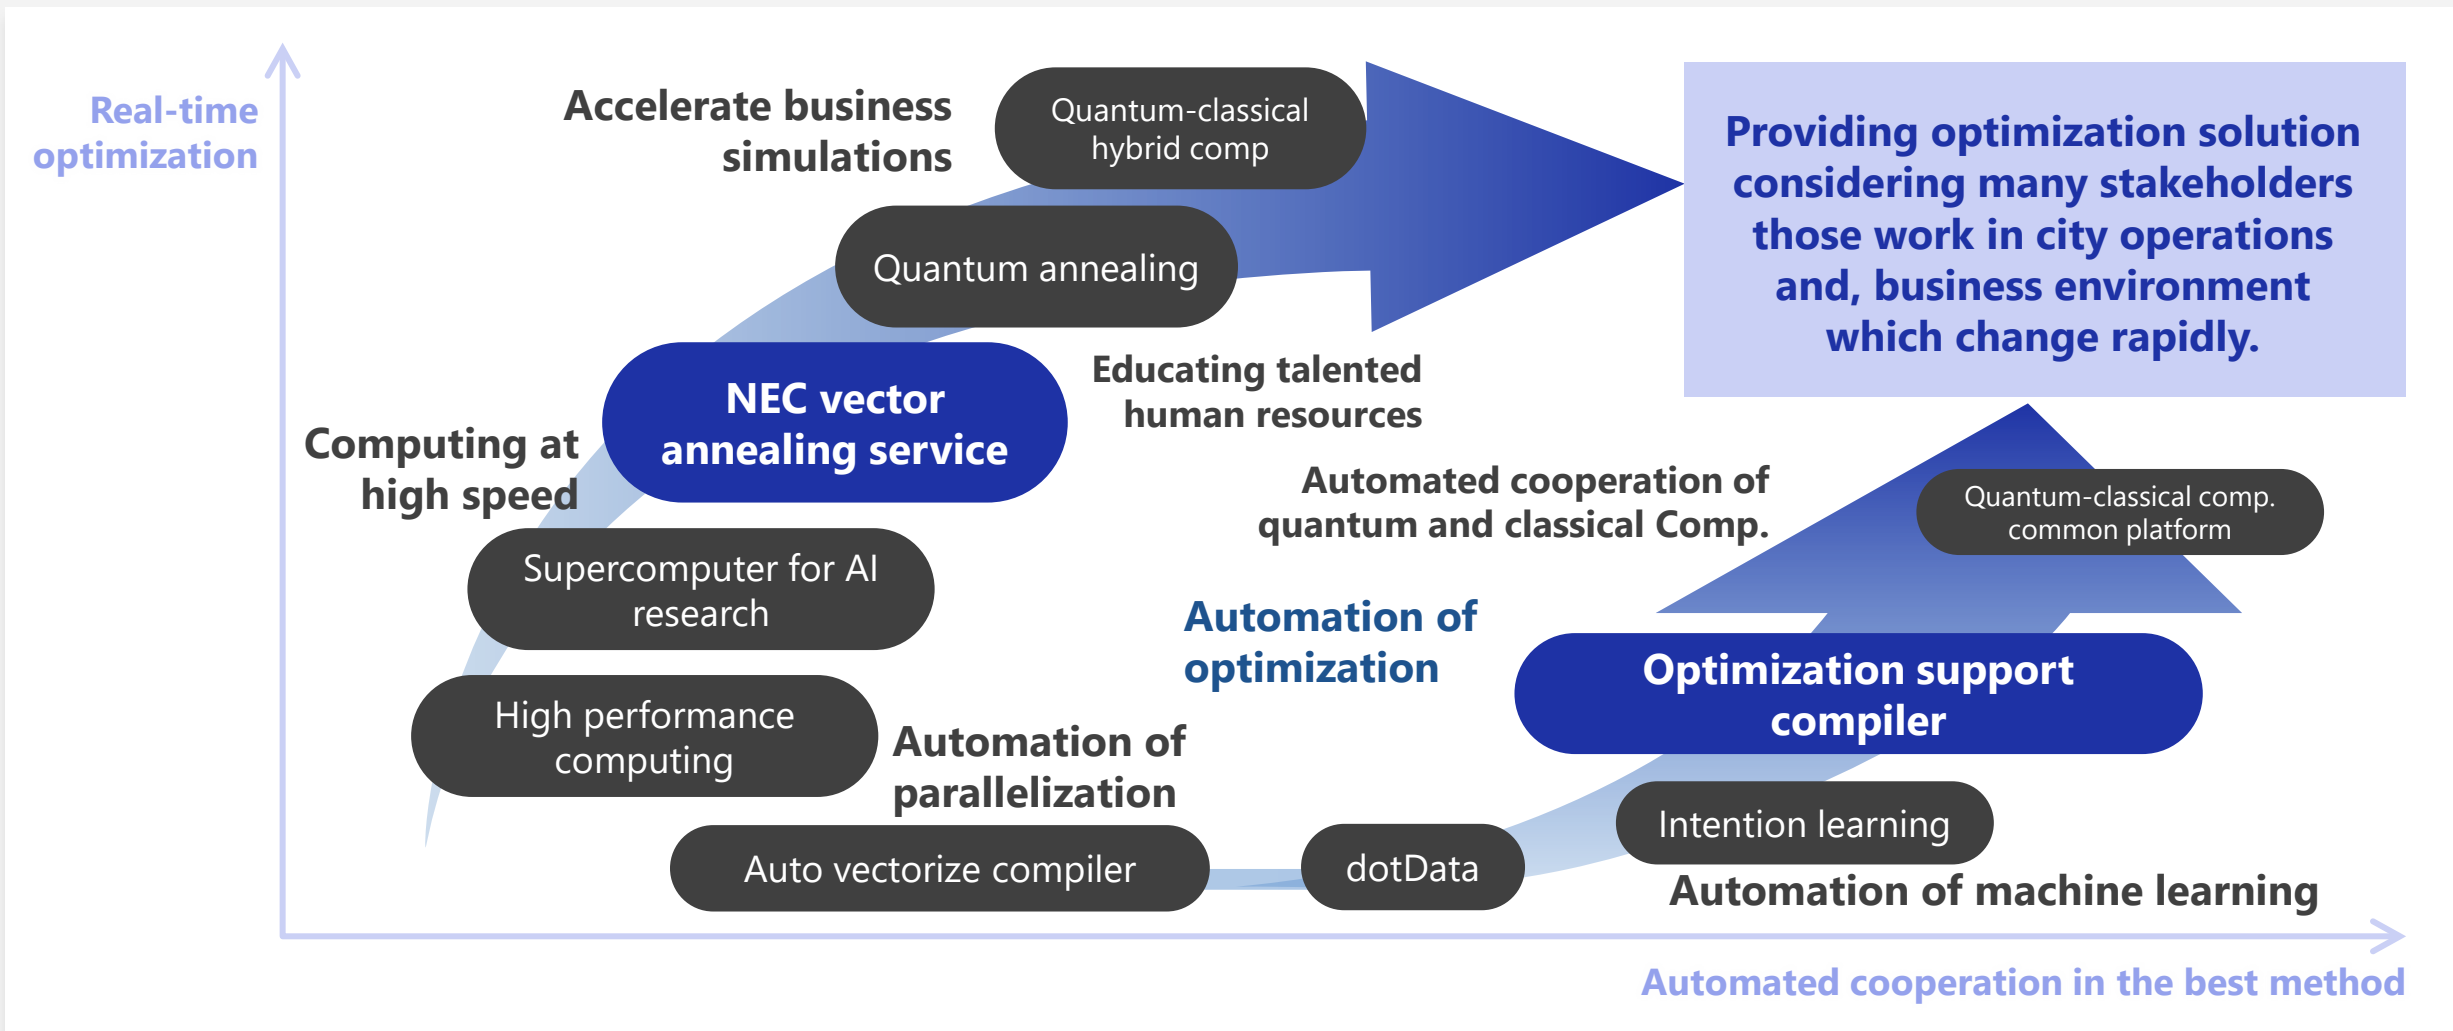 Real-time
optimization
Accelerate business
simulations
Quantum-classical
hybrid comp
Providing optimization solution
considering many stakeholders
those work in city operations
and, business environment
which change rapidly.
Quantum annealing
NEC vector
annealing service
Educating talented
human resources
Computing at
high speed
Automated cooperation of
quantum and classical Comp.
Quantum-classical comp.
common platform
Supercomputer for AI
research
Automation of
optimization
Optimization support
compiler
High performance
computing
Automation of
parallelization
Intention learning
Auto vectorize compiler
dotData
Automation of machine learning
Automated cooperation in the best method